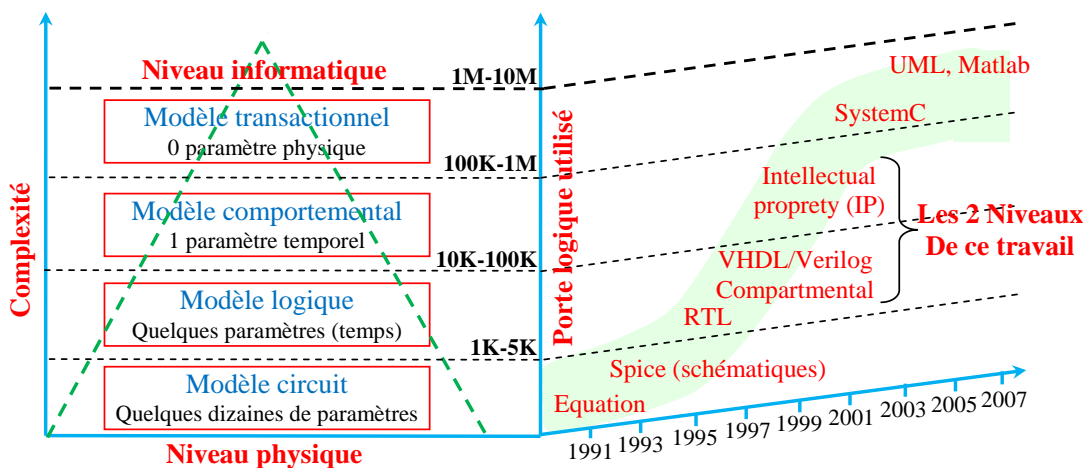 Niveau informatique
1M-10M
Modèle transactionnel
0 paramètre physique
100K-1M
Modèle comportemental
1 paramètre temporel
10K-100K
Modèle logique
Quelques paramètres (temps)
1K-5K
Modèle circuit
Quelques dizaines de paramètres
Niveau physique
Complexité
Porte logique utilisé
UML, Matlab
SystemC
Intellectual
proprety (IP)
Les 2 Niveaux
De ce travail
VHDL/Verilog
Compartmental
RTL
Spice (schématiques)
Equation
1991
1993
1995
1997
1999
2001
2003
2005
2007